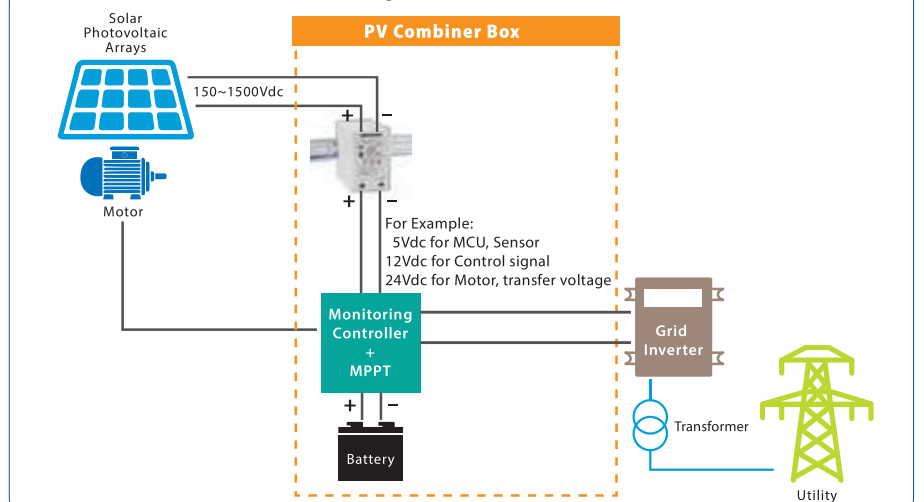 Solar
Photovoltaic
Arrays
PV Combiner Box
150~1500Vdc
+ −
+ −
Motor
For Example:
5Vdc for MCU, Sensor
12Vdc for Control signal
24Vdc for Motor, transfer voltage
Monitoring
Controller
+
MPPT
Grid
Inverter
+ −
Battery
Transformer
Utility